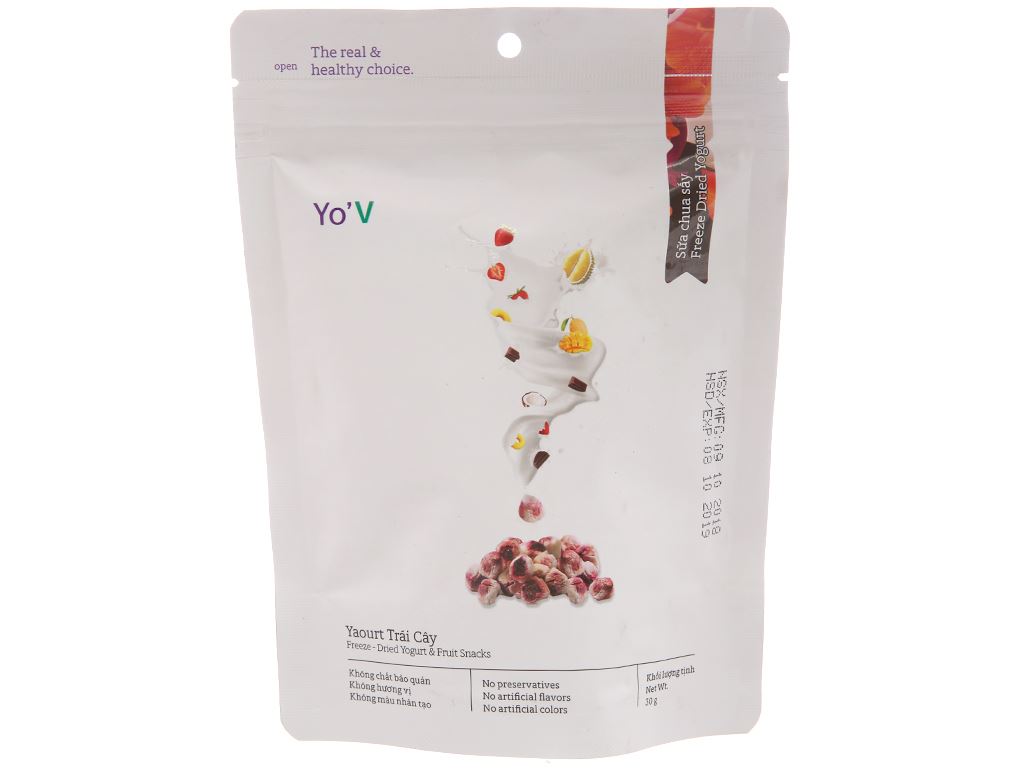 The real &
healthy choice.
open
Sữa chua sấy
Freeze Dried Yogurt
Yo'V
NSX/MFG: 09 10 2018
HSD/EXP: 08 10 2019
Yaourt Trái Cây
Freeze - Dried Yogurt & Fruit Snacks
Không chất bảo quản
Không hương vị
Không màu nhân tạo
No preservatives
No artificial flavors
No artificial colors
Khối lượng tịnh
Net Wt.
30 g